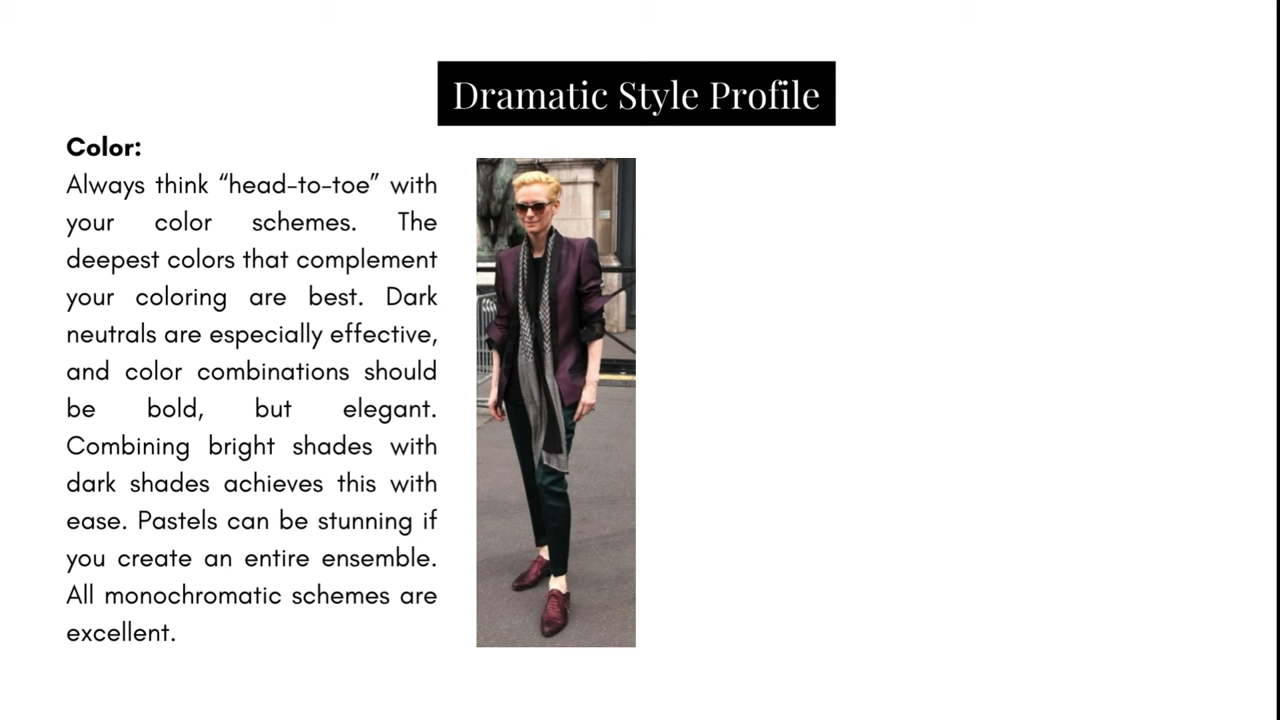 Dramatic Style Profile
Color:
Always think “head-to-toe” with
your color schemes. The
deepest colors that complement
your coloring are best. Dark
neutrals are especially effective,
and color combinations should
be bold, but elegant.
Combining bright shades with
dark shades achieves this with
ease. Pastels can be stunning if
you create an entire ensemble.
All monochromatic schemes are
excellent.